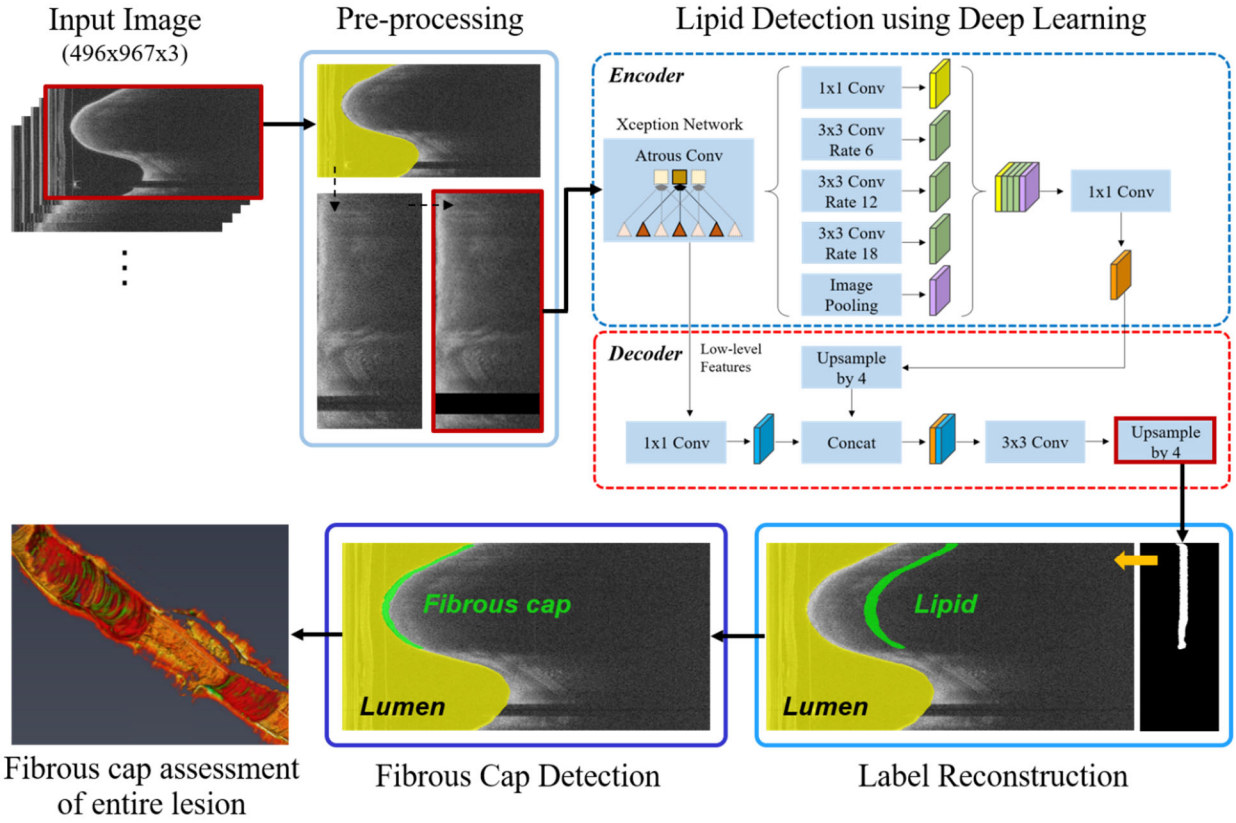 Input Image
(496x967x3)
Pre-processing
Lipid Detection using Deep Learning
Encoder
Xception Network
Atrous Conv
1x1 Conv
3x3 Conv
Rate 6
3x3 Conv
Rate 12
3x3 Conv
Rate 18
Image
Pooling
1x1 Conv
Decoder
Low-level
Features
Upsample
by 4
1x1 Conv
Concat
3x3 Conv
Upsample
by 4
Fibrous cap
Lumen
Lipid
Lumen
Fibrous cap assessment
of entire lesion
Fibrous Cap Detection
Label Reconstruction